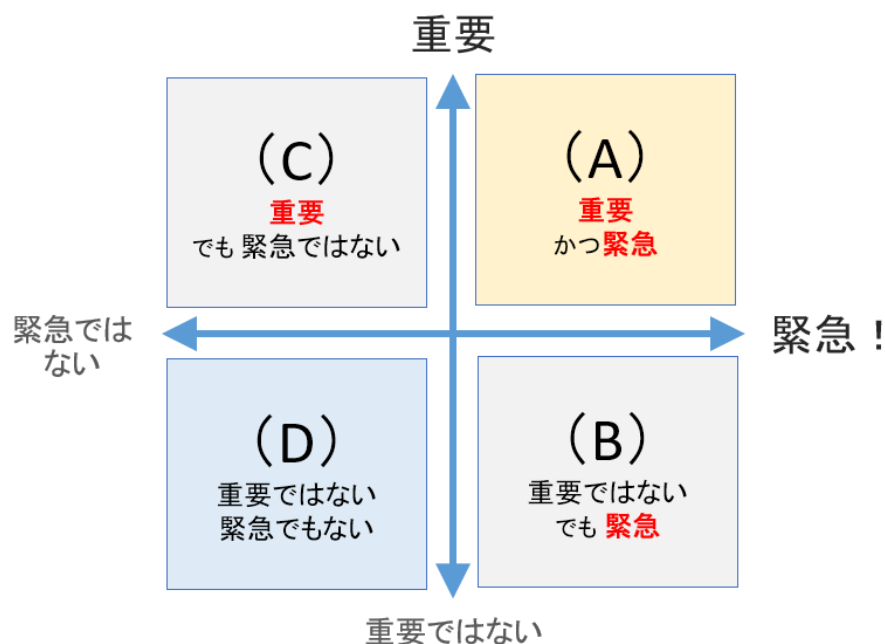 重要
（C）
重要
でも 緊急ではない
（A）
重要
かつ緊急
緊急では
ない
緊急！
（D）
重要ではない
緊急でもない
（B）
重要ではない
でも 緊急
重要ではない